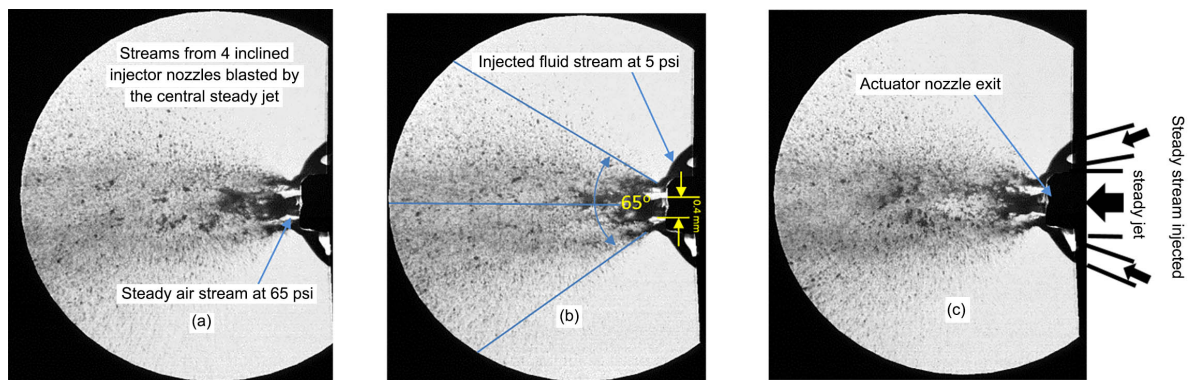 Streams from 4 inclined
injector nozzles blasted by
the central steady jet
Steady air stream at 65 psi
(a)
Injected fluid stream at 5 psi
65º
0.4 mm
(b)
Actuator nozzle exit
(c)
steady jet
Steady stream injected